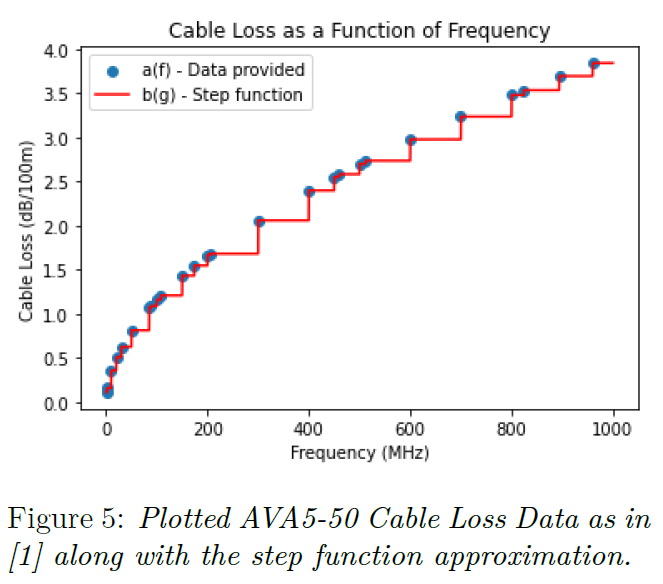 Cable Loss as a Function of Frequency
4.0
3.5
3.0
2.5
2.0
1.5
1.0
0.5
0.0
Cable Loss (dB/100m)
a(f) - Data provided
b(g) - Step function
0 200 400 600 800 1000
Frequency (MHz)
Figure 5: Plotted AVA5-50 Cable Loss Data as in
[1] along with the step function approximation.